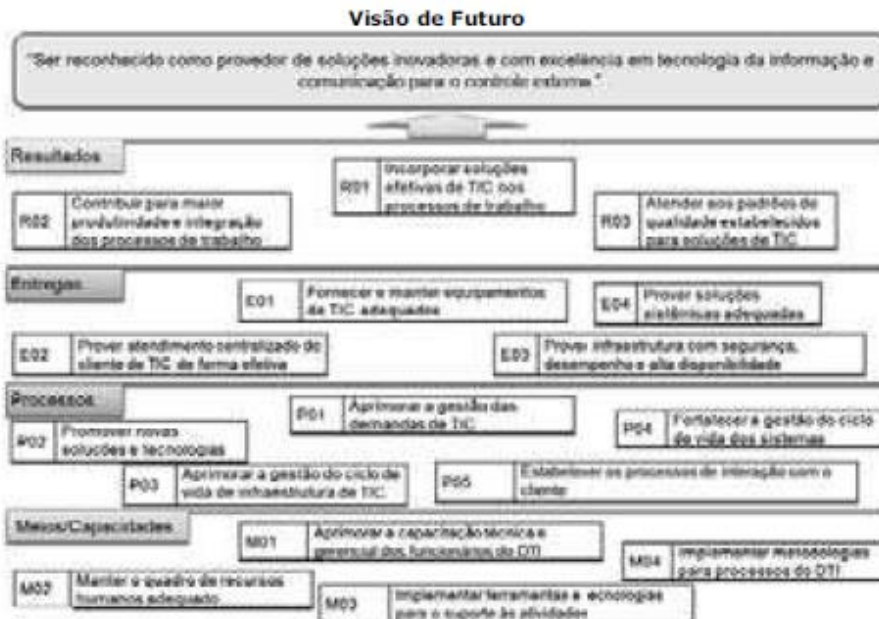 Visão de Futuro
"Ser reconhecido como provedor de soluções inovadoras e com excelência em tecnologia da informação e
comunicação para o controle externo."
Resultados
R01
Incorporar soluções
efetivas de TIC nos
processos de trabalho
R02
Contribuir para maior
produtividade e integração
dos processos de trabalho
R03
Atender aos padrões de
qualidade estabelecidos
para soluções de TIC
Entregas
E01
Fornecer e manter equipamentos
de TIC adequados
E04
Prover soluções
sistêmicas adequadas
E02
Prover atendimento centralizado do
cliente de TIC de forma efetiva
E03
Prover infraestrutura com segurança,
desempenho e alta disponibilidade
Processos
P01
Aprimorar a gestão das
demandas de TIC
P02
Promover novas
soluções e tecnologias
P04
Fortalecer a gestão do ciclo
de vida dos sistemas
P03
Aprimorar a gestão do ciclo de
vida de infraestrutura de TIC
P05
Estabelecer os processos de interação com o
cliente
Meios/Capacidades
M01
Aprimorar a capacitação técnica e
gerencial dos funcionários do DTI
M04
Implementar metodologias
para processos do DTI
M02
Manter o quadro de recursos
humanos adequado
M03
Implementar ferramentas e ecnologias
para o suporte às atividades